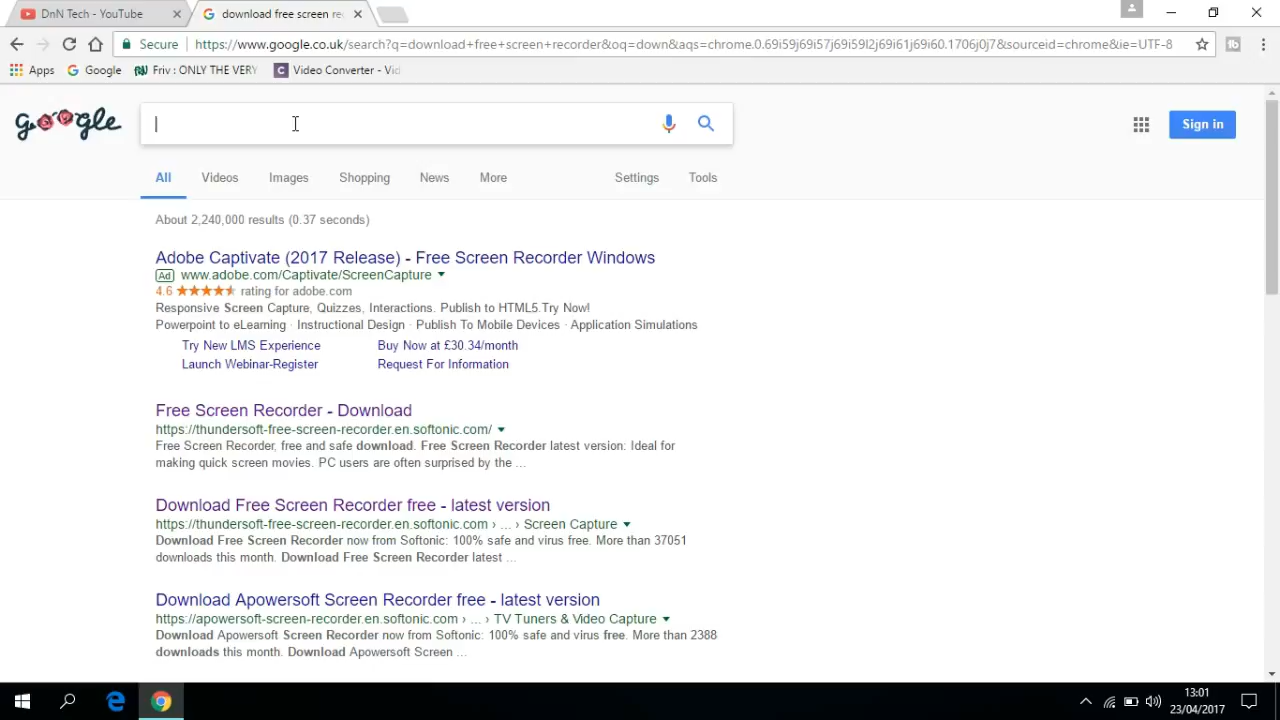 DnN Tech - YouTube
download free screen re
Secure
https://www.google.co.uk/search?q=download+free+screen+recorder&oq=down&aqs=chrome.0.69i59j69i57j69i59l2j69i61j69i60.1706j0j7&sourceid=chrome&ie=UTF-8
Apps
Google
Friv : ONLY THE VERY
Video Converter - Vid
google
Sign in
All
Videos
Images
Shopping
News
More
Settings
Tools
About 2,240,000 results (0.37 seconds)
Adobe Captivate (2017 Release) - Free Screen Recorder Windows
Ad www.adobe.com/Captivate/ScreenCapture
4.6 ★★★★★ rating for adobe.com
Responsive Screen Capture, Quizzes, Interactions. Publish to HTML5.Try Now!
Powerpoint to eLearning · Instructional Design · Publish To Mobile Devices · Application Simulations
Try New LMS Experience
Buy Now at £30.34/month
Launch Webinar-Register
Request For Information
Free Screen Recorder - Download
https://thundersoft-free-screen-recorder.en.softonic.com/
Free Screen Recorder, free and safe download. Free Screen Recorder latest version: Ideal for
making quick screen movies. PC users are often surprised by the ...
Download Free Screen Recorder free - latest version
https://thundersoft-free-screen-recorder.en.softonic.com › ... › Screen Capture
Download Free Screen Recorder now from Softonic: 100% safe and virus free. More than 37051
downloads this month. Download Free Screen Recorder latest ...
Download Apowersoft Screen Recorder free - latest version
https://apowersoft-screen-recorder.en.softonic.com › ... › TV Tuners & Video Capture
Download Apowersoft Screen Recorder now from Softonic: 100% safe and virus free. More than 2388
downloads this month. Download Apowersoft Screen ...
13:01
23/04/2017